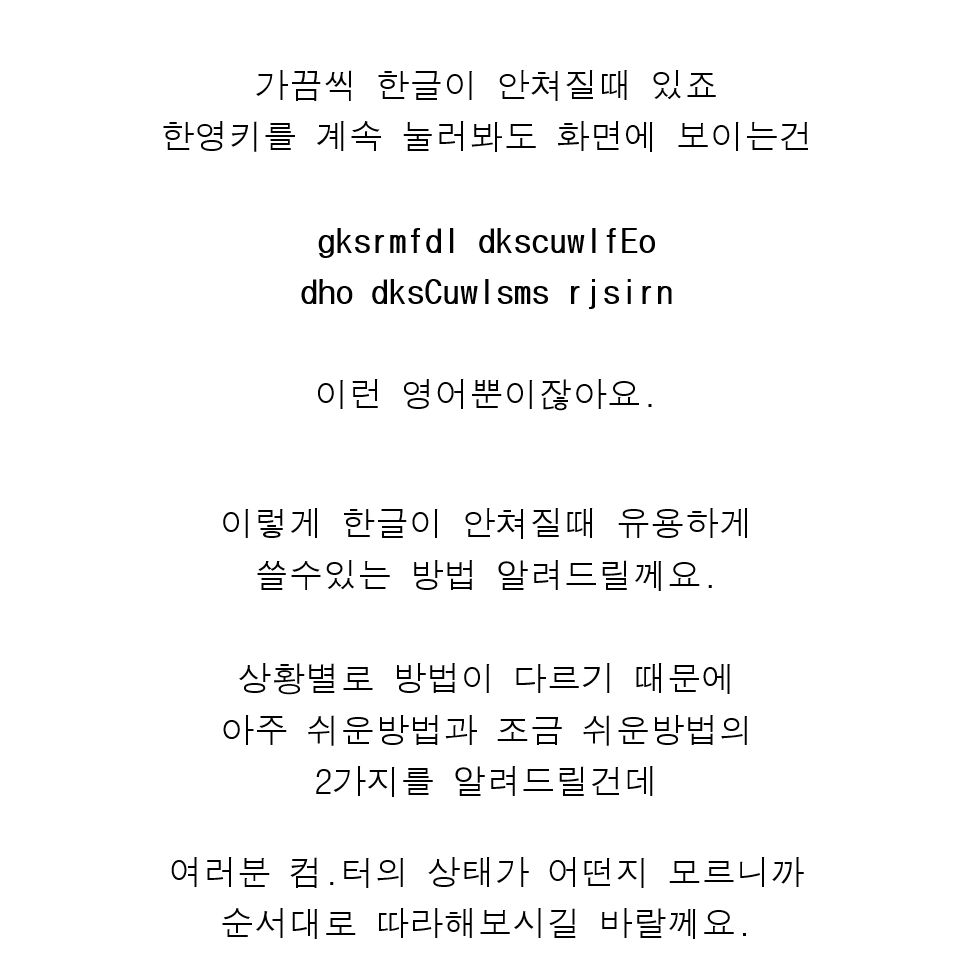 가끔씩 한글이 안쳐질때 있죠
한영키를 계속 눌러봐도 화면에 보이는건
gksrmfdl dkscuwlfEo
dho dksCuwlsms rjsirn
이런 영어뿐이잖아요.
이렇게 한글이 안쳐질때 유용하게
쓸수있는 방법 알려드릴께요.
상황별로 방법이 다르기 때문에
아주 쉬운방법과 조금 쉬운방법의
2가지를 알려드릴건데
여러분 컴.터의 상태가 어떤지 모르니까
순서대로 따라해보시길 바랄께요.